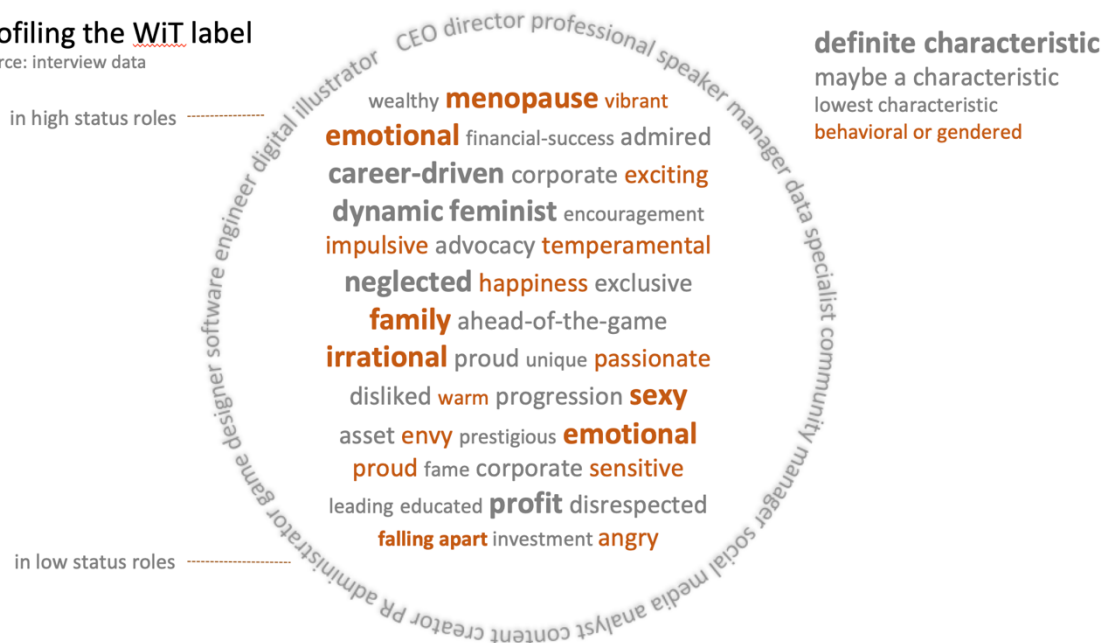 ofiling the WiT label
rce: interview data
in high status roles
in low status roles
CEO director professional speaker manager data specialist community manager social media analyst content creator PR administrator game designer software engineer digital illustrator
wealthy menopause vibrant
emotional financial-success admired
career-driven corporate exciting
dynamic feminist encouragement
impulsive advocacy temperamental
neglected happiness exclusive
family ahead-of-the-game
irrational proud unique passionate
disliked warm progression sexy
asset envy prestigious emotional
proud fame corporate sensitive
leading educated profit disrespected
falling apart investment angry
definite characteristic
maybe a characteristic
lowest characteristic
behavioral or gendered